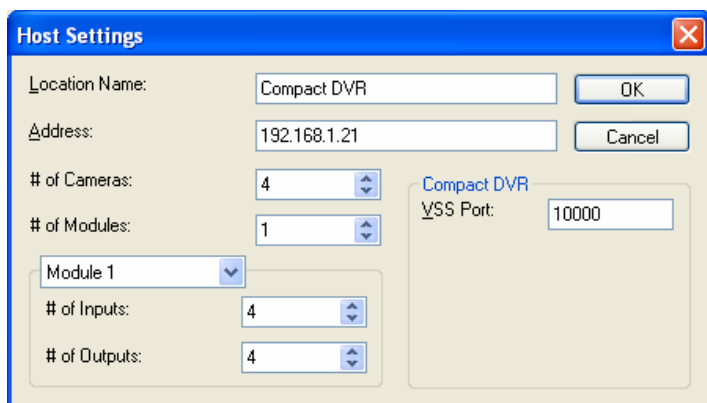 Host Settings
Location Name: Compact DVR OK
Address: 192.168.1.21 Cancel
# of Cameras: 4
Compact DVR
VSS Port: 10000
# of Modules: 1
Module 1
# of Inputs: 4
# of Outputs: 4